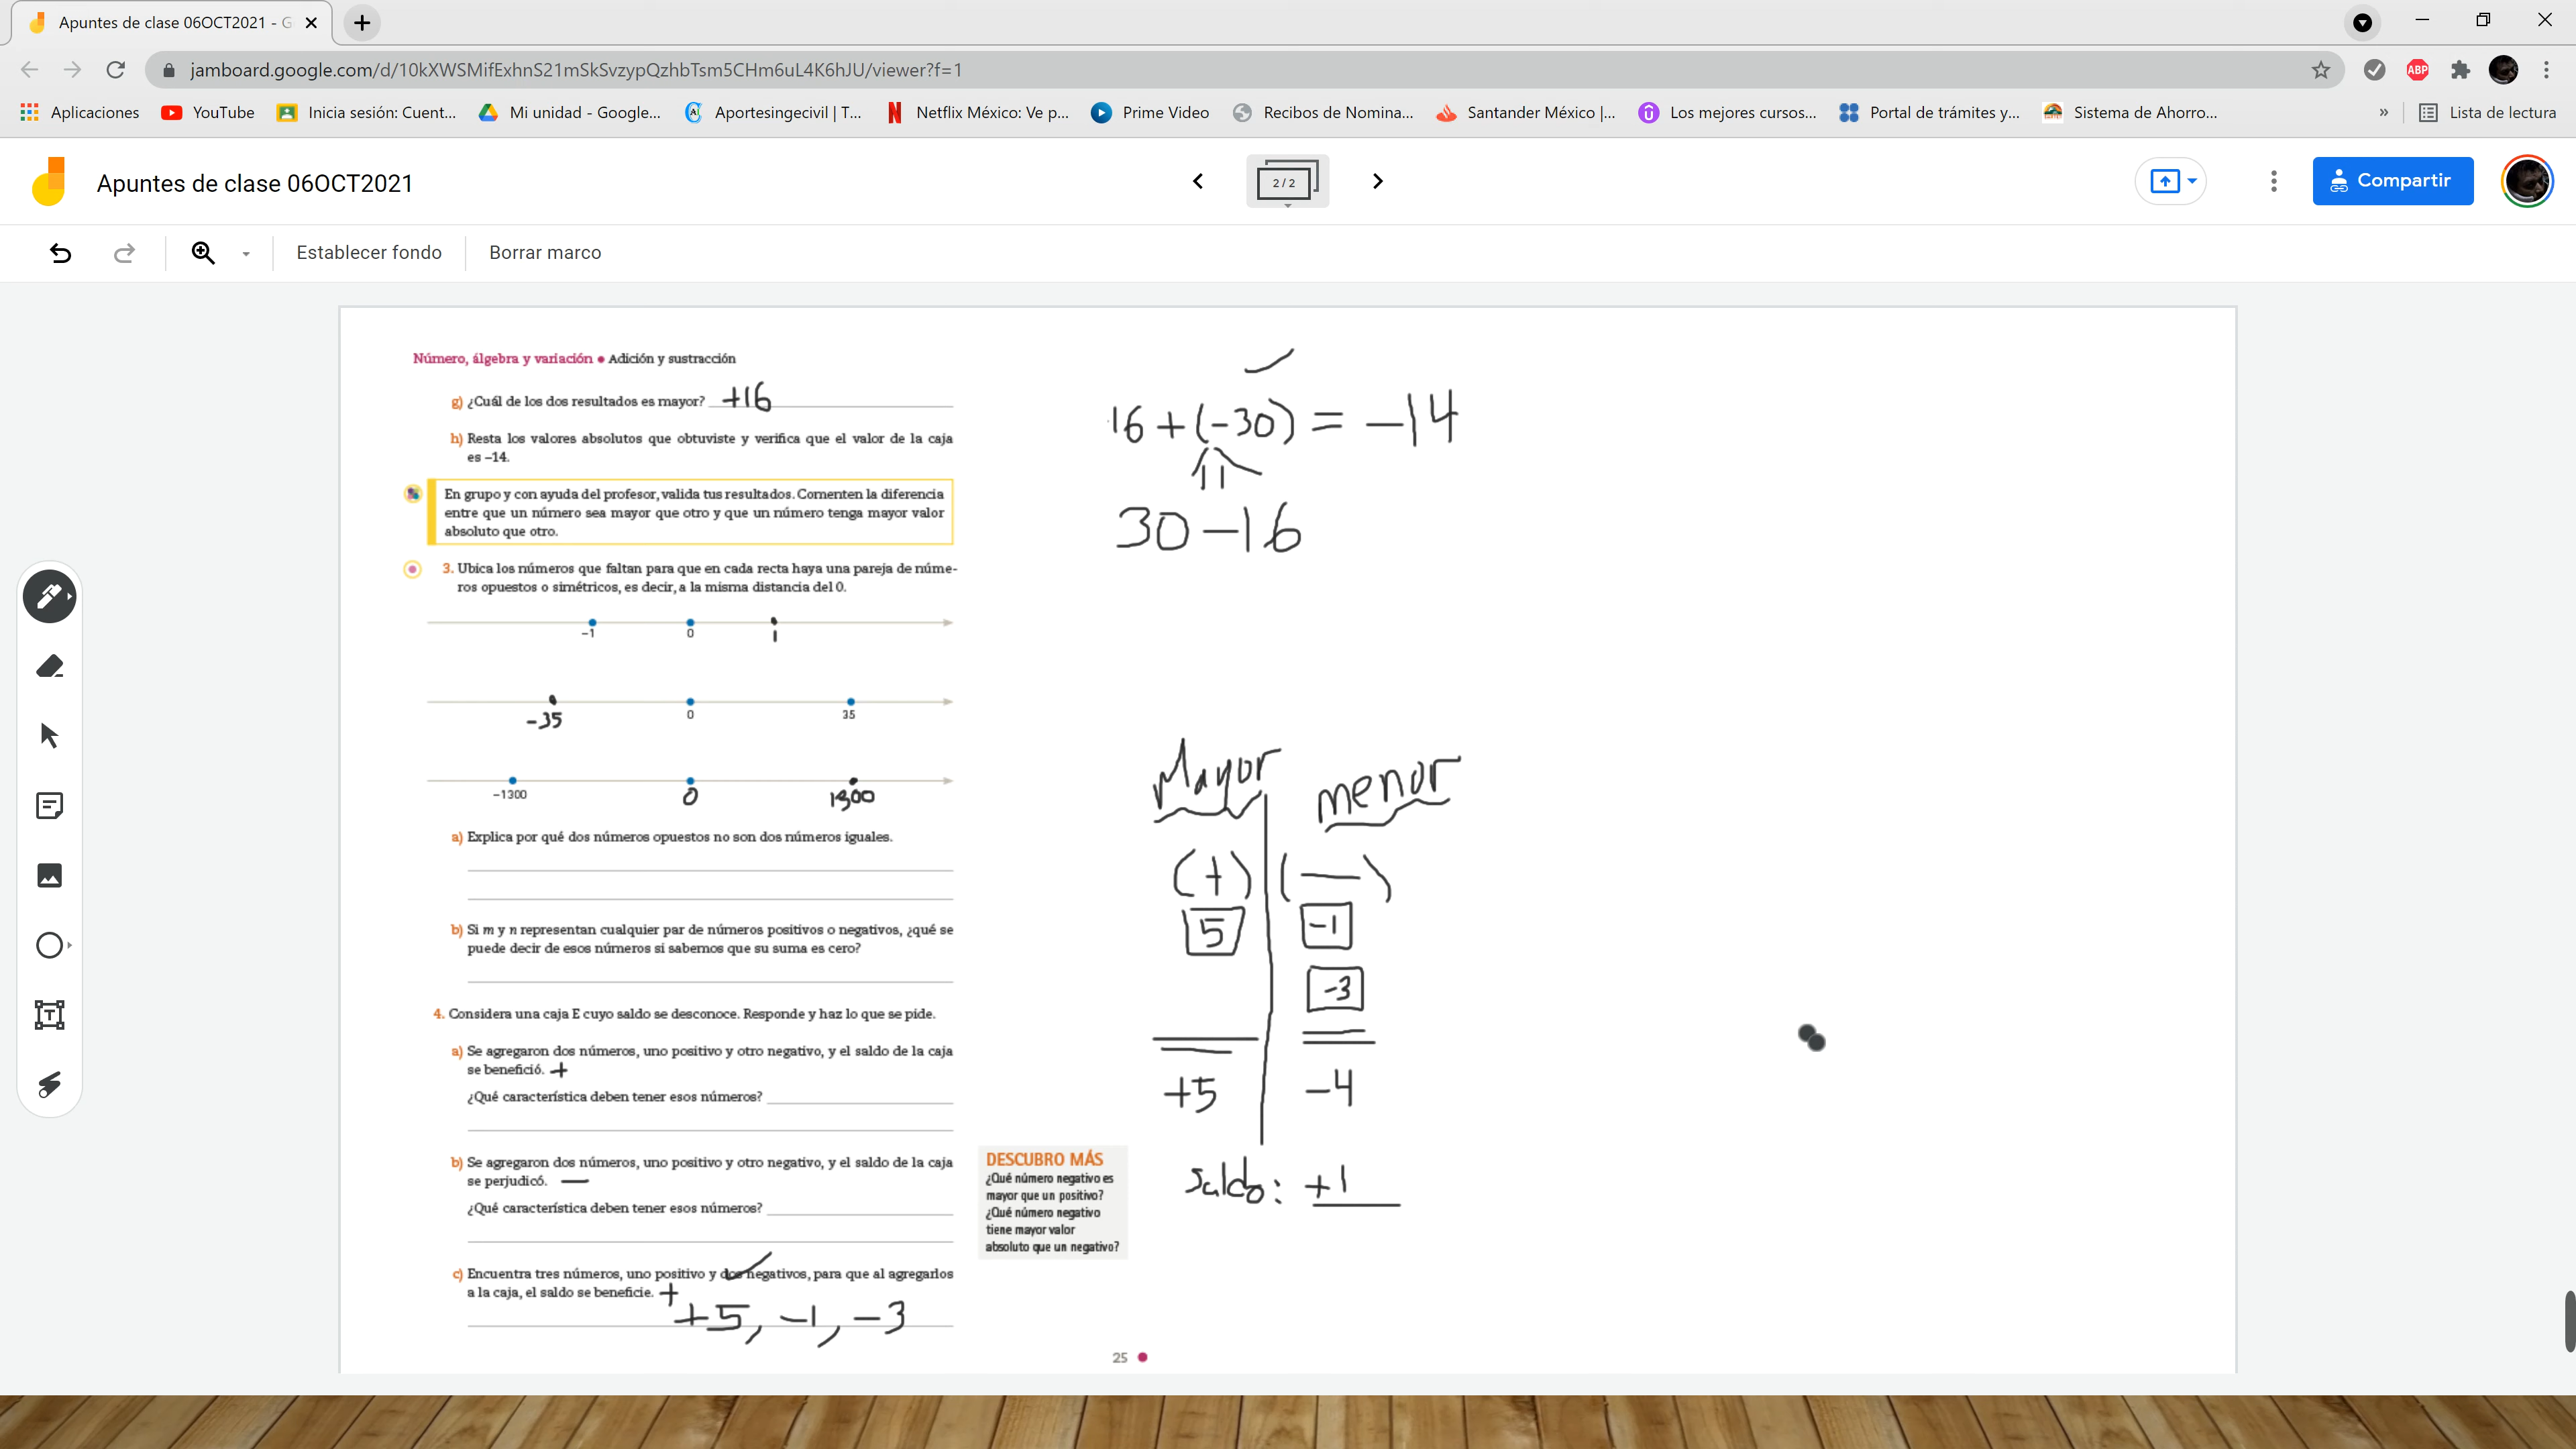 Apuntes de clase 06OCT2021 - G
jamboard.google.com/d/10kXWSMifExhnS21mSkSvzypQzhbTsm5CHm6uL4K6hJU/viewer?f=1
ABP
Aplicaciones YouTube Inicia sesión: Cuent... Mi unidad - Google... Aportesingecivil | T... Netflix México: Ve p... Prime Video Recibos de Nomina... Santander México |... Los mejores cursos... Portal de trámites y... Sistema de Ahorro... » Lista de lectura
Apuntes de clase 06OCT2021
2 / 2
Compartir
Establecer fondo Borrar marco
Número, álgebra y variación • Adición y sustracción
g) ¿Cuál de los dos resultados es mayor? +16
h) Resta los valores absolutos que obtuviste y verifica que el valor de la caja
es –14.
En grupo y con ayuda del profesor, valida tus resultados. Comenten la diferencia
entre que un número sea mayor que otro y que un número tenga mayor valor
absoluto que otro.
3. Ubica los números que faltan para que en cada recta haya una pareja de núme-
ros opuestos o simétricos, es decir, a la misma distancia del 0.
–1 0 1
-35 0 35
–1300 0 1300
a) Explica por qué dos números opuestos no son dos números iguales.
b) Si m y n representan cualquier par de números positivos o negativos, ¿qué se
puede decir de esos números si sabemos que su suma es cero?
4. Considera una caja E cuyo saldo se desconoce. Responde y haz lo que se pide.
a) Se agregaron dos números, uno positivo y otro negativo, y el saldo de la caja
se benefició. +
¿Qué característica deben tener esos números?
b) Se agregaron dos números, uno positivo y otro negativo, y el saldo de la caja
se perjudicó. —
¿Qué característica deben tener esos números?
c) Encuentra tres números, uno positivo y dos negativos, para que al agregarlos
a la caja, el saldo se beneficie. +
+5, -1, -3
DESCUBRO MÁS
¿Qué número negativo es
mayor que un positivo?
¿Qué número negativo
tiene mayor valor
absoluto que un negativo?
25
16 + (-30) = -14
30 - 16
Mayor menor
(+) (—)
5 -1
-3
+5 -4
Saldo: +1